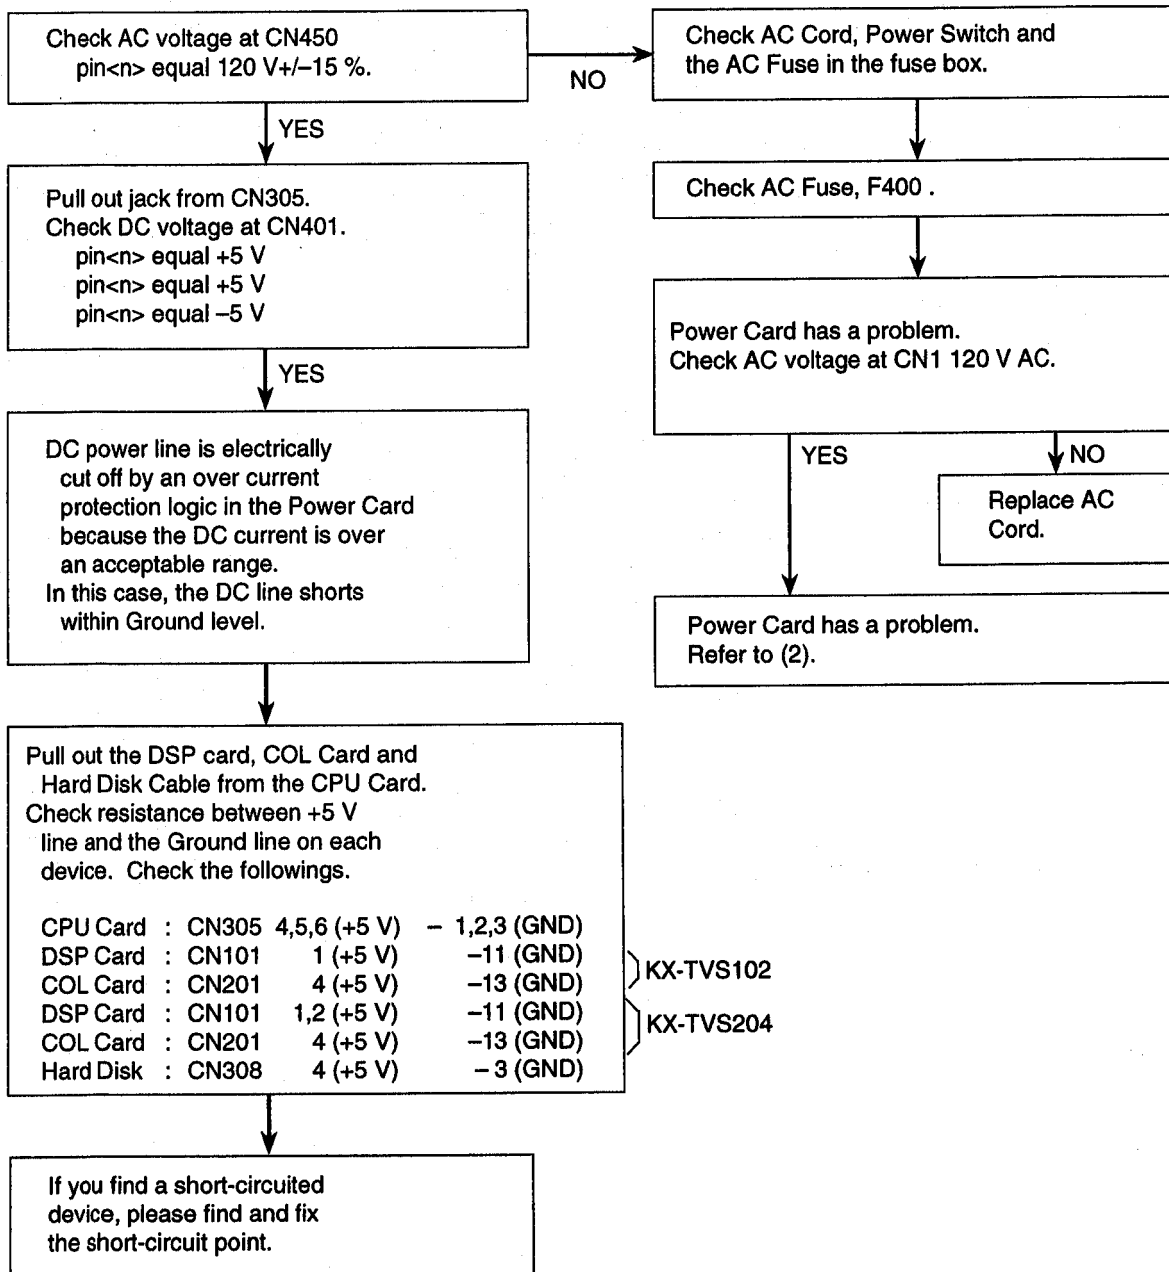 Check AC voltage at CN450
pin<n> equal 120 V+/–15 %.
NO
Check AC Cord, Power Switch and
the AC Fuse in the fuse box.
YES
Pull out jack from CN305.
Check DC voltage at CN401.
pin<n> equal +5 V
pin<n> equal +5 V
pin<n> equal –5 V
Check AC Fuse, F400 .
Power Card has a problem.
Check AC voltage at CN1 120 V AC.
YES
DC power line is electrically
cut off by an over current
protection logic in the Power Card
because the DC current is over
an acceptable range.
In this case, the DC line shorts
within Ground level.
YES
NO
Replace AC
Cord.
Power Card has a problem.
Refer to (2).
Pull out the DSP card, COL Card and
Hard Disk Cable from the CPU Card.
Check resistance between +5 V
line and the Ground line on each
device. Check the followings.
CPU Card : CN305 4,5,6 (+5 V) – 1,2,3 (GND)
DSP Card : CN101 1 (+5 V) –11 (GND)
COL Card : CN201 4 (+5 V) –13 (GND)
KX-TVS102
DSP Card : CN101 1,2 (+5 V) –11 (GND)
COL Card : CN201 4 (+5 V) –13 (GND)
KX-TVS204
Hard Disk : CN308 4 (+5 V) – 3 (GND)
If you find a short-circuited
device, please find and fix
the short-circuit point.